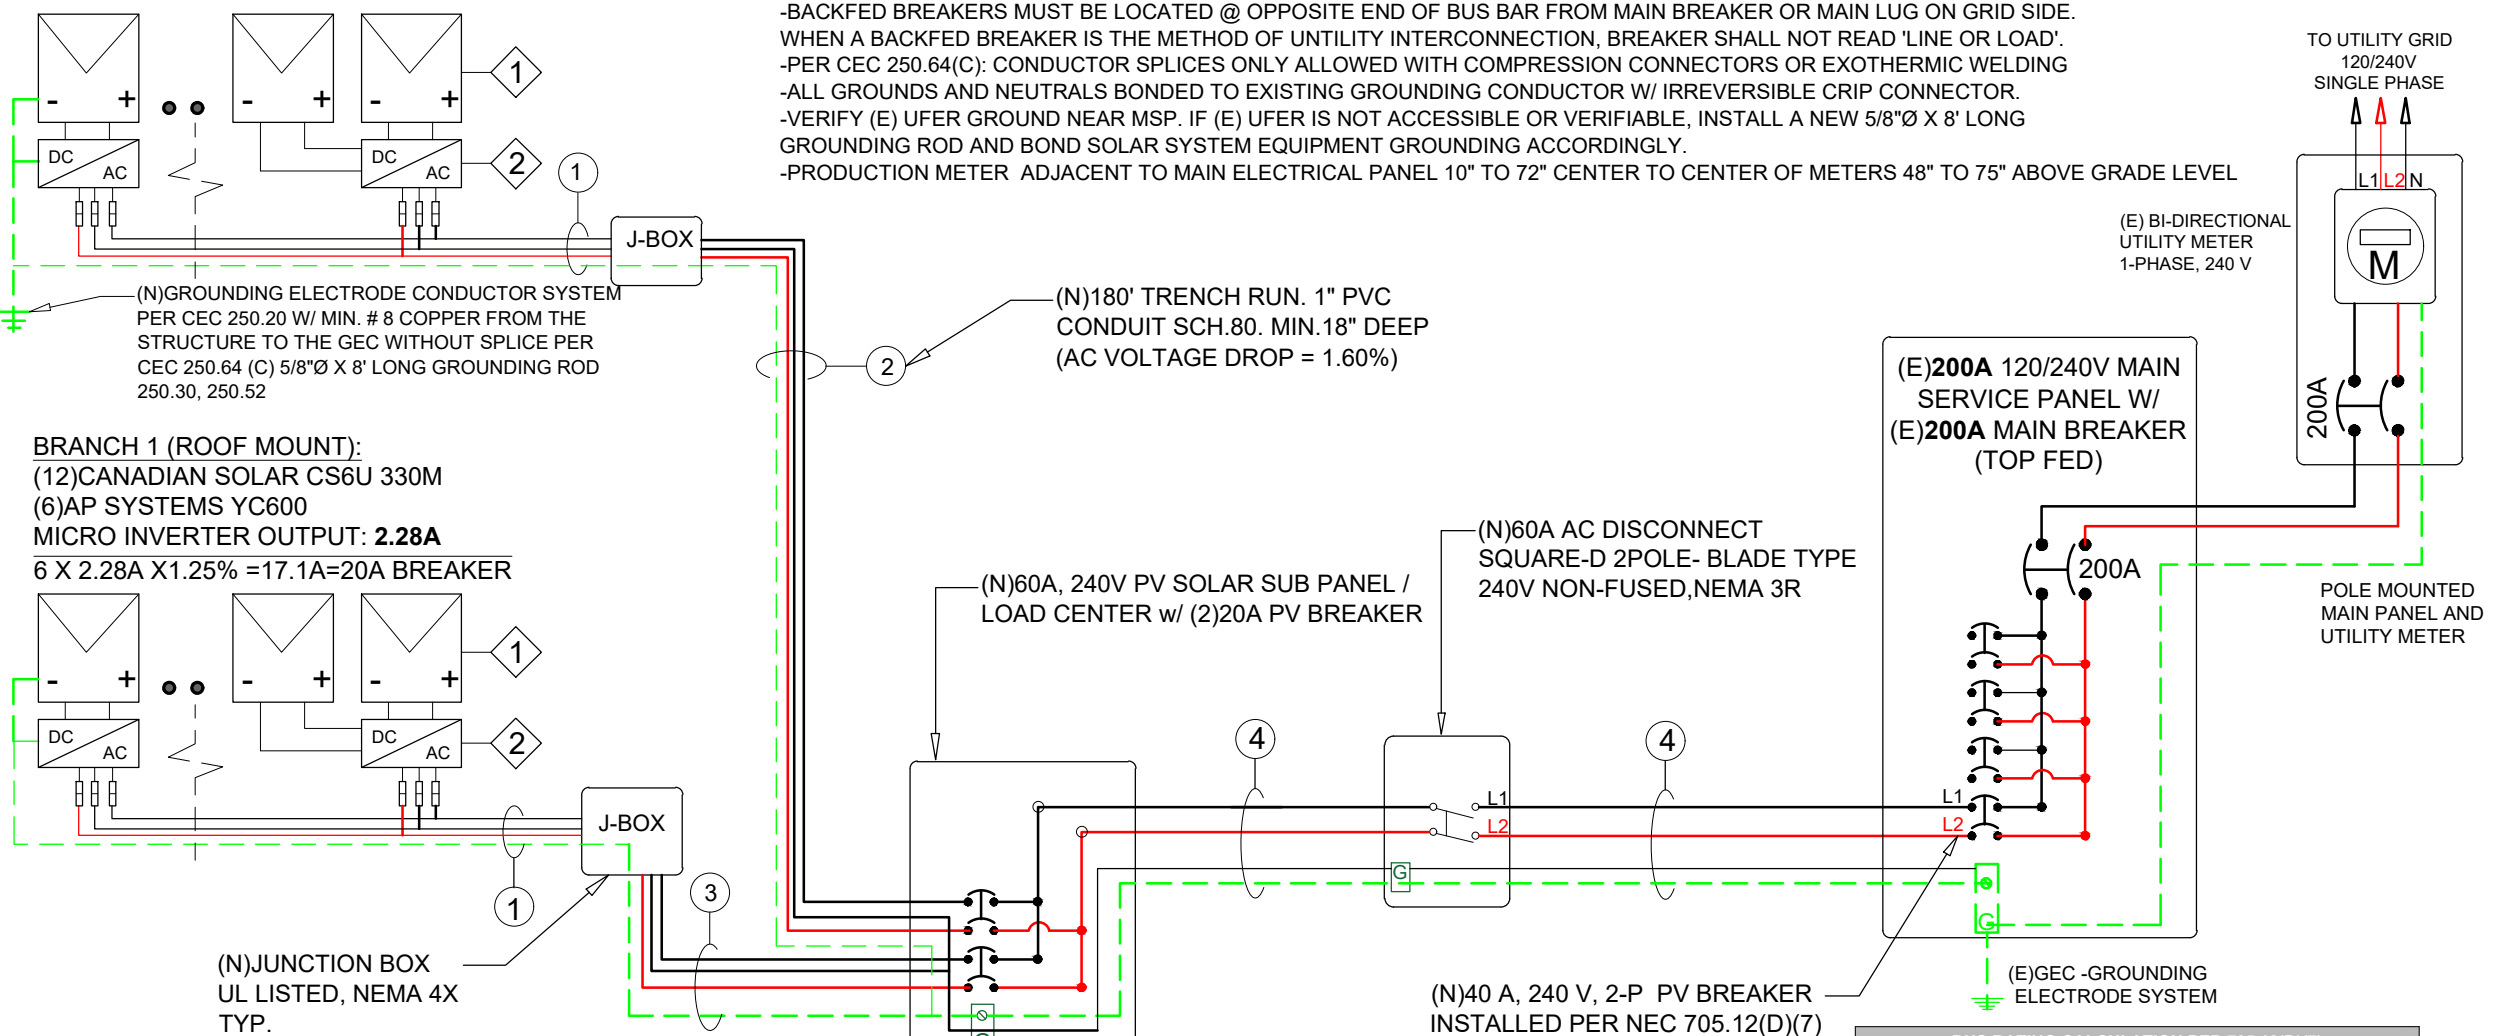 -BACKFED BREAKERS MUST BE LOCATED @ OPPOSITE END OF BUS BAR FROM MAIN BREAKER OR MAIN LUG ON GRID SIDE.
WHEN A BACKFED BREAKER IS THE METHOD OF UNTILITY INTERCONNECTION, BREAKER SHALL NOT READ 'LINE OR LOAD'.
-PER CEC 250.64(C): CONDUCTOR SPLICES ONLY ALLOWED WITH COMPRESSION CONNECTORS OR EXOTHERMIC WELDING
-ALL GROUNDS AND NEUTRALS BONDED TO EXISTING GROUNDING CONDUCTOR W/ IRREVERSIBLE CRIP CONNECTOR.
-VERIFY (E) UFER GROUND NEAR MSP. IF (E) UFER IS NOT ACCESSIBLE OR VERIFIABLE, INSTALL A NEW 5/8"Ø X 8' LONG
GROUNDING ROD AND BOND SOLAR SYSTEM EQUIPMENT GROUNDING ACCORDINGLY.
-PRODUCTION METER ADJACENT TO MAIN ELECTRICAL PANEL 10" TO 72" CENTER TO CENTER OF METERS 48" TO 75" ABOVE GRADE LEVEL
- +
- +
- +
1
DC
AC
DC
AC
2
1
J-BOX
(N)GROUNDING ELECTRODE CONDUCTOR SYSTEM
PER CEC 250.20 W/ MIN. # 8 COPPER FROM THE
STRUCTURE TO THE GEC WITHOUT SPLICE PER
CEC 250.64 (C) 5/8"Ø X 8' LONG GROUNDING ROD
250.30, 250.52
(N)180' TRENCH RUN. 1" PVC
CONDUIT SCH.80. MIN.18" DEEP
(AC VOLTAGE DROP = 1.60%)
2
TO UTILITY GRID
120/240V
SINGLE PHASE
L1 L2 N
(E) BI-DIRECTIONAL
UTILITY METER
1-PHASE, 240 V
M
200A
(E)200A 120/240V MAIN
SERVICE PANEL W/
(E)200A MAIN BREAKER
(TOP FED)
200A
POLE MOUNTED
MAIN PANEL AND
UTILITY METER
BRANCH 1 (ROOF MOUNT):
(12)CANADIAN SOLAR CS6U 330M
(6)AP SYSTEMS YC600
MICRO INVERTER OUTPUT: 2.28A
6 X 2.28A X1.25% =17.1A=20A BREAKER
(N)60A, 240V PV SOLAR SUB PANEL /
LOAD CENTER w/ (2)20A PV BREAKER
(N)60A AC DISCONNECT
SQUARE-D 2POLE- BLADE TYPE
240V NON-FUSED,NEMA 3R
- +
- +
- +
1
DC
AC
DC
AC
2
1
J-BOX
3
4
4
L1
L2
L1
L2
G
G
(N)JUNCTION BOX
UL LISTED, NEMA 4X
TYP.
(N)40 A, 240 V, 2-P PV BREAKER
INSTALLED PER NEC 705.12(D)(7)
(E)GEC -GROUNDING
ELECTRODE SYSTEM